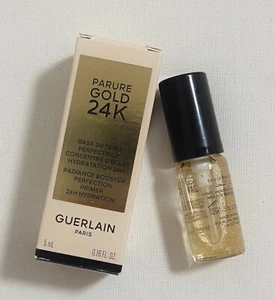 PARURE
GOLD
24K
BASE DE TEINT
PERFECTRICE
CONCENTRÉ D'ÉCLAT
HYDRATATION 24H
RADIANCE BOOSTER
PERFECTION
PRIMER
24H HYDRATION
GUERLAIN
PARIS
5 mL
0.16 FL. OZ.